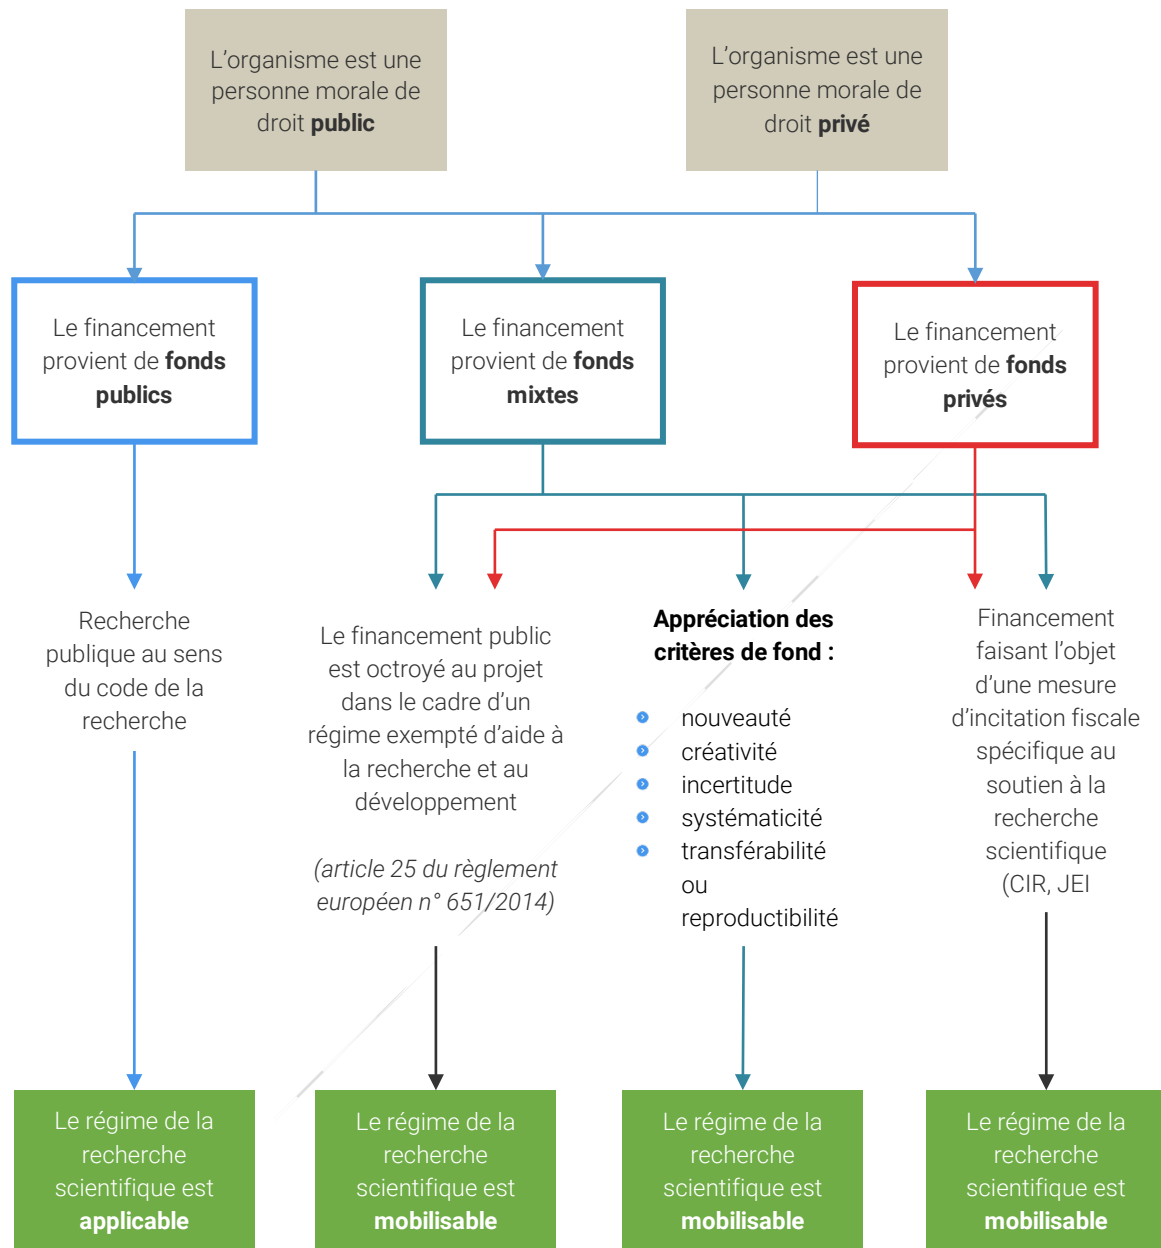 L’organisme est une
personne morale de
droit public
L’organisme est une
personne morale de
droit privé
Le financement
provient de fonds
publics
Le financement
provient de fonds
mixtes
Le financement
provient de fonds
privés
Recherche
publique au sens
du code de la
recherche
Le financement public
est octroyé au projet
dans le cadre d’un
régime exempté d’aide à
la recherche et au
développement
(article 25 du règlement
européen n° 651/2014)
Appréciation des
critères de fond :
nouveauté
créativité
incertitude
systématicité
transférabilité
ou
reproductibilité
Financement
faisant l’objet
d’une mesure
d’incitation fiscale
spécifique au
soutien à la
recherche
scientifique
(CIR, JEI
Le régime de la
recherche
scientifique est
applicable
Le régime de la
recherche
scientifique est
mobilisable
Le régime de la
recherche
scientifique est
mobilisable
Le régime de la
recherche
scientifique est
mobilisable